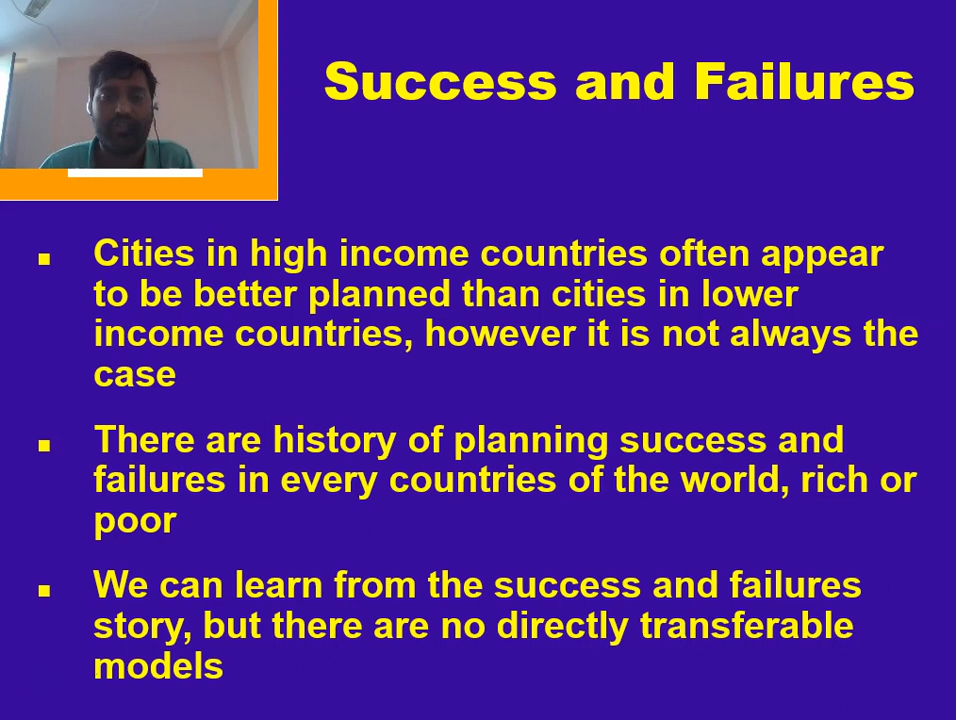 Success and Failures
Cities in high income countries often appear
to be better planned than cities in lower
income countries, however it is not always the
case
There are history of planning success and
failures in every countries of the world, rich or
poor
We can learn from the success and failures
story, but there are no directly transferable
models